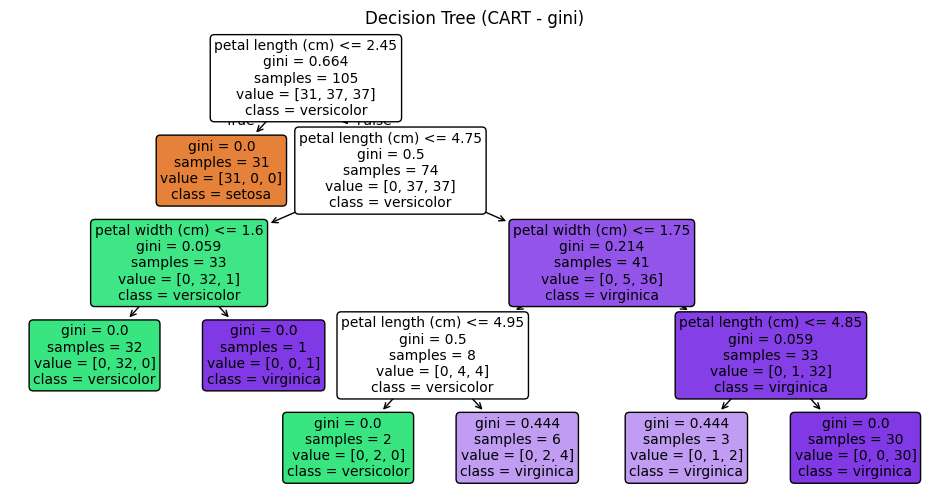 Decision Tree (CART - gini)
petal length (cm) <= 2.45
gini = 0.664
samples = 105
value = [31, 37, 37]
class = versicolor
True
False
gini = 0.0
samples = 31
value = [31, 0, 0]
class = setosa
petal length (cm) <= 4.75
gini = 0.5
samples = 74
value = [0, 37, 37]
class = versicolor
petal width (cm) <= 1.6
gini = 0.059
samples = 33
value = [0, 32, 1]
class = versicolor
petal width (cm) <= 1.75
gini = 0.214
samples = 41
value = [0, 5, 36]
class = virginica
gini = 0.0
samples = 32
value = [0, 32, 0]
class = versicolor
gini = 0.0
samples = 1
value = [0, 0, 1]
class = virginica
petal length (cm) <= 4.95
gini = 0.5
samples = 8
value = [0, 4, 4]
class = versicolor
petal length (cm) <= 4.85
gini = 0.059
samples = 33
value = [0, 1, 32]
class = virginica
gini = 0.0
samples = 2
value = [0, 2, 0]
class = versicolor
gini = 0.444
samples = 6
value = [0, 2, 4]
class = virginica
gini = 0.444
samples = 3
value = [0, 1, 2]
class = virginica
gini = 0.0
samples = 30
value = [0, 0, 30]
class = virginica